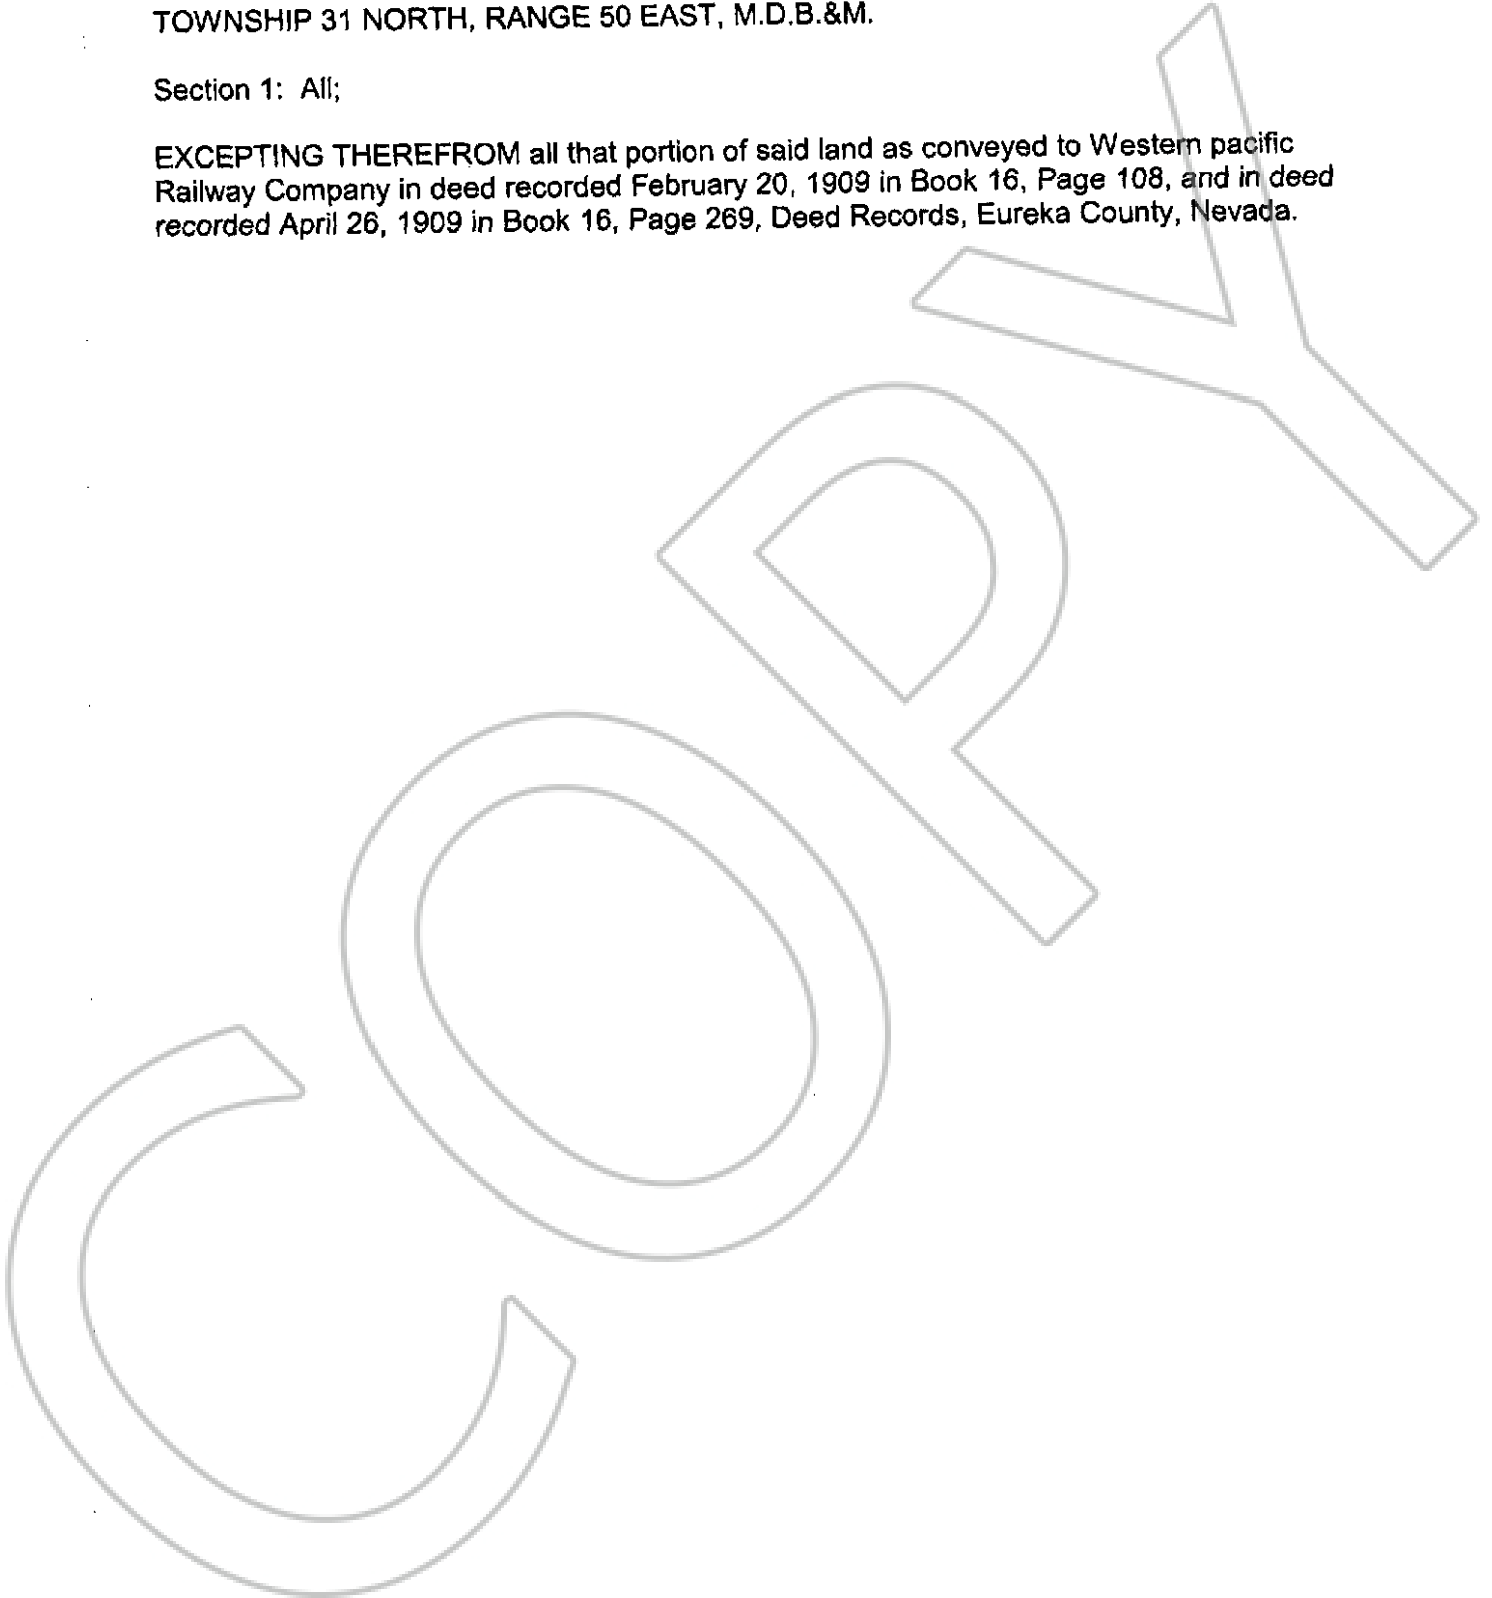 TOWNSHIP 31 NORTH, RANGE 50 EAST, M.D.B.&M.
Section 1: All;
EXCEPTING THEREFROM all that portion of said land as conveyed to Western pacific
Railway Company in deed recorded February 20, 1909 in Book 16, Page 108, and in deed
recorded April 26, 1909 in Book 16, Page 269, Deed Records, Eureka County, Nevada.
COPY